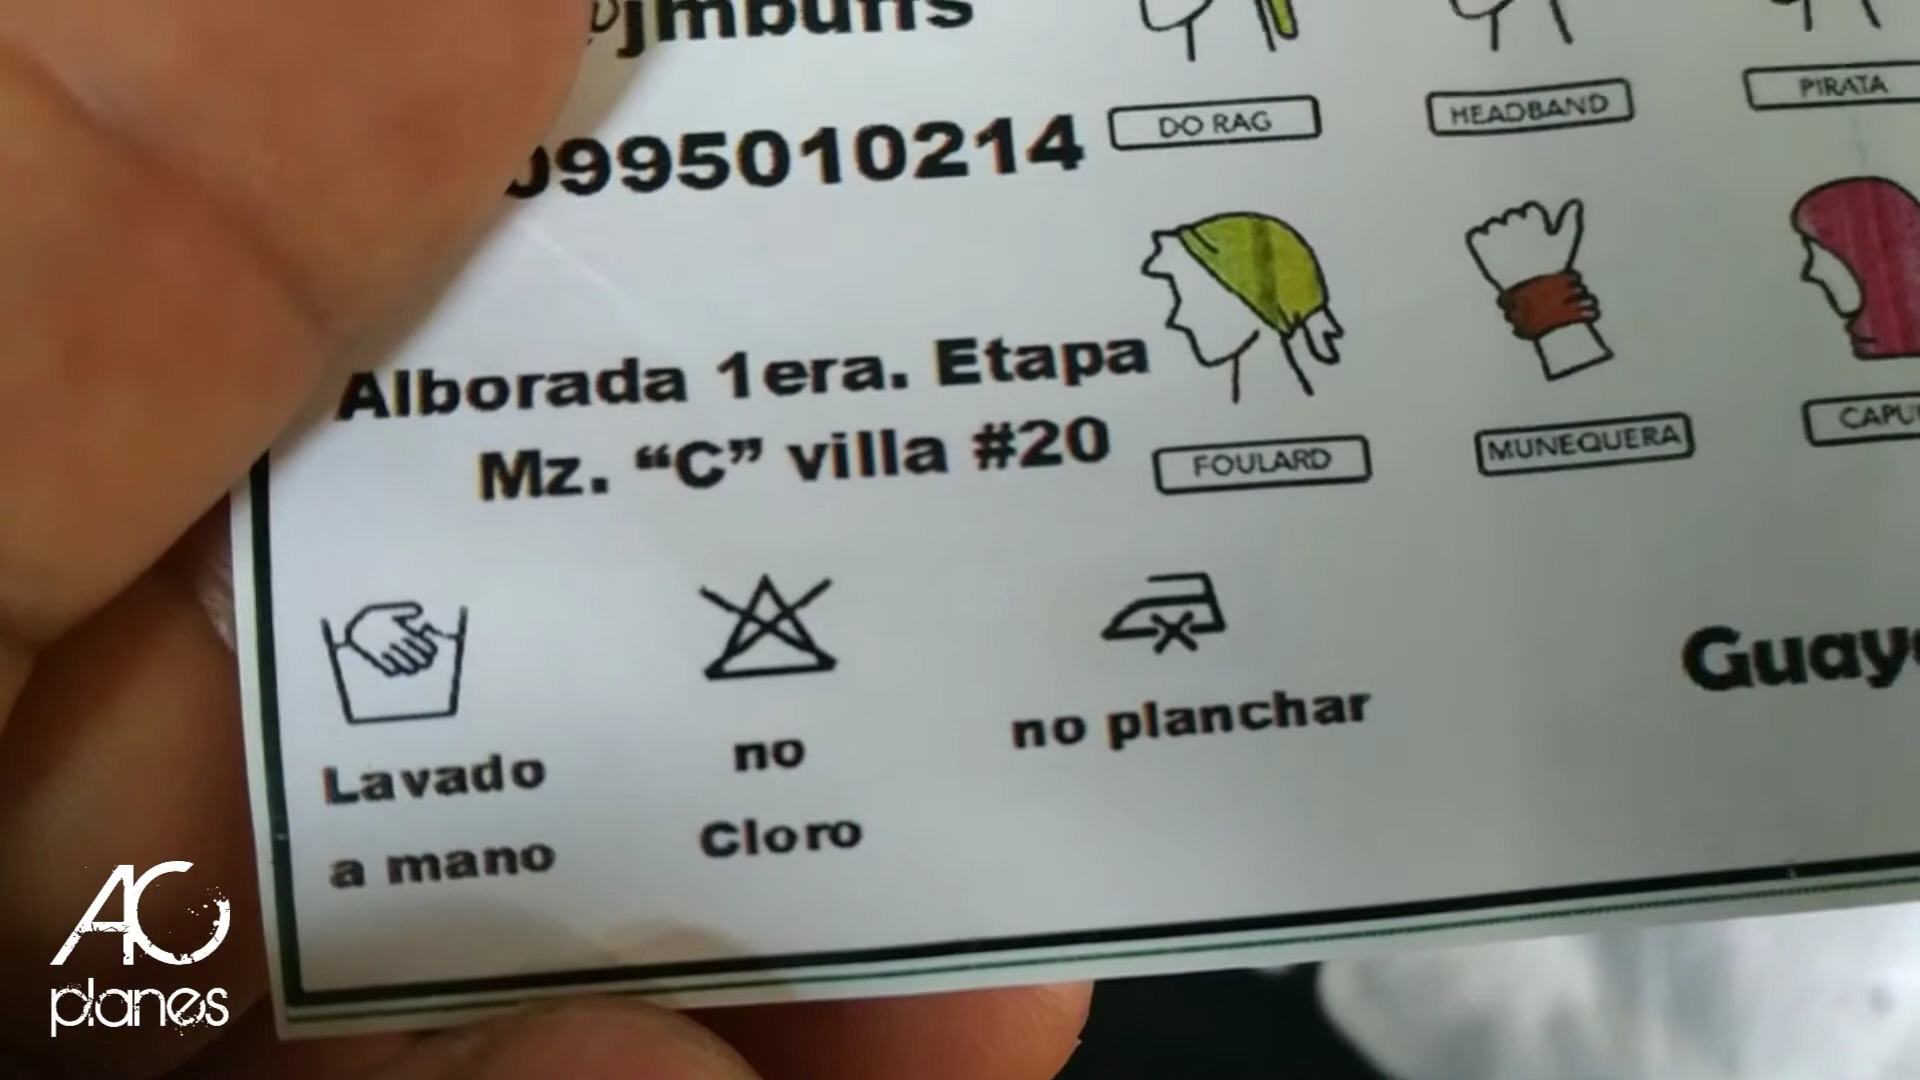 @jmbuffs
0995010214
Alborada 1era. Etapa
Mz. “C” villa #20
DO RAG
HEADBAND
PIRATA
FOULARD
MUNEQUERA
Lavado
a mano
no
Cloro
no planchar
AO
planes